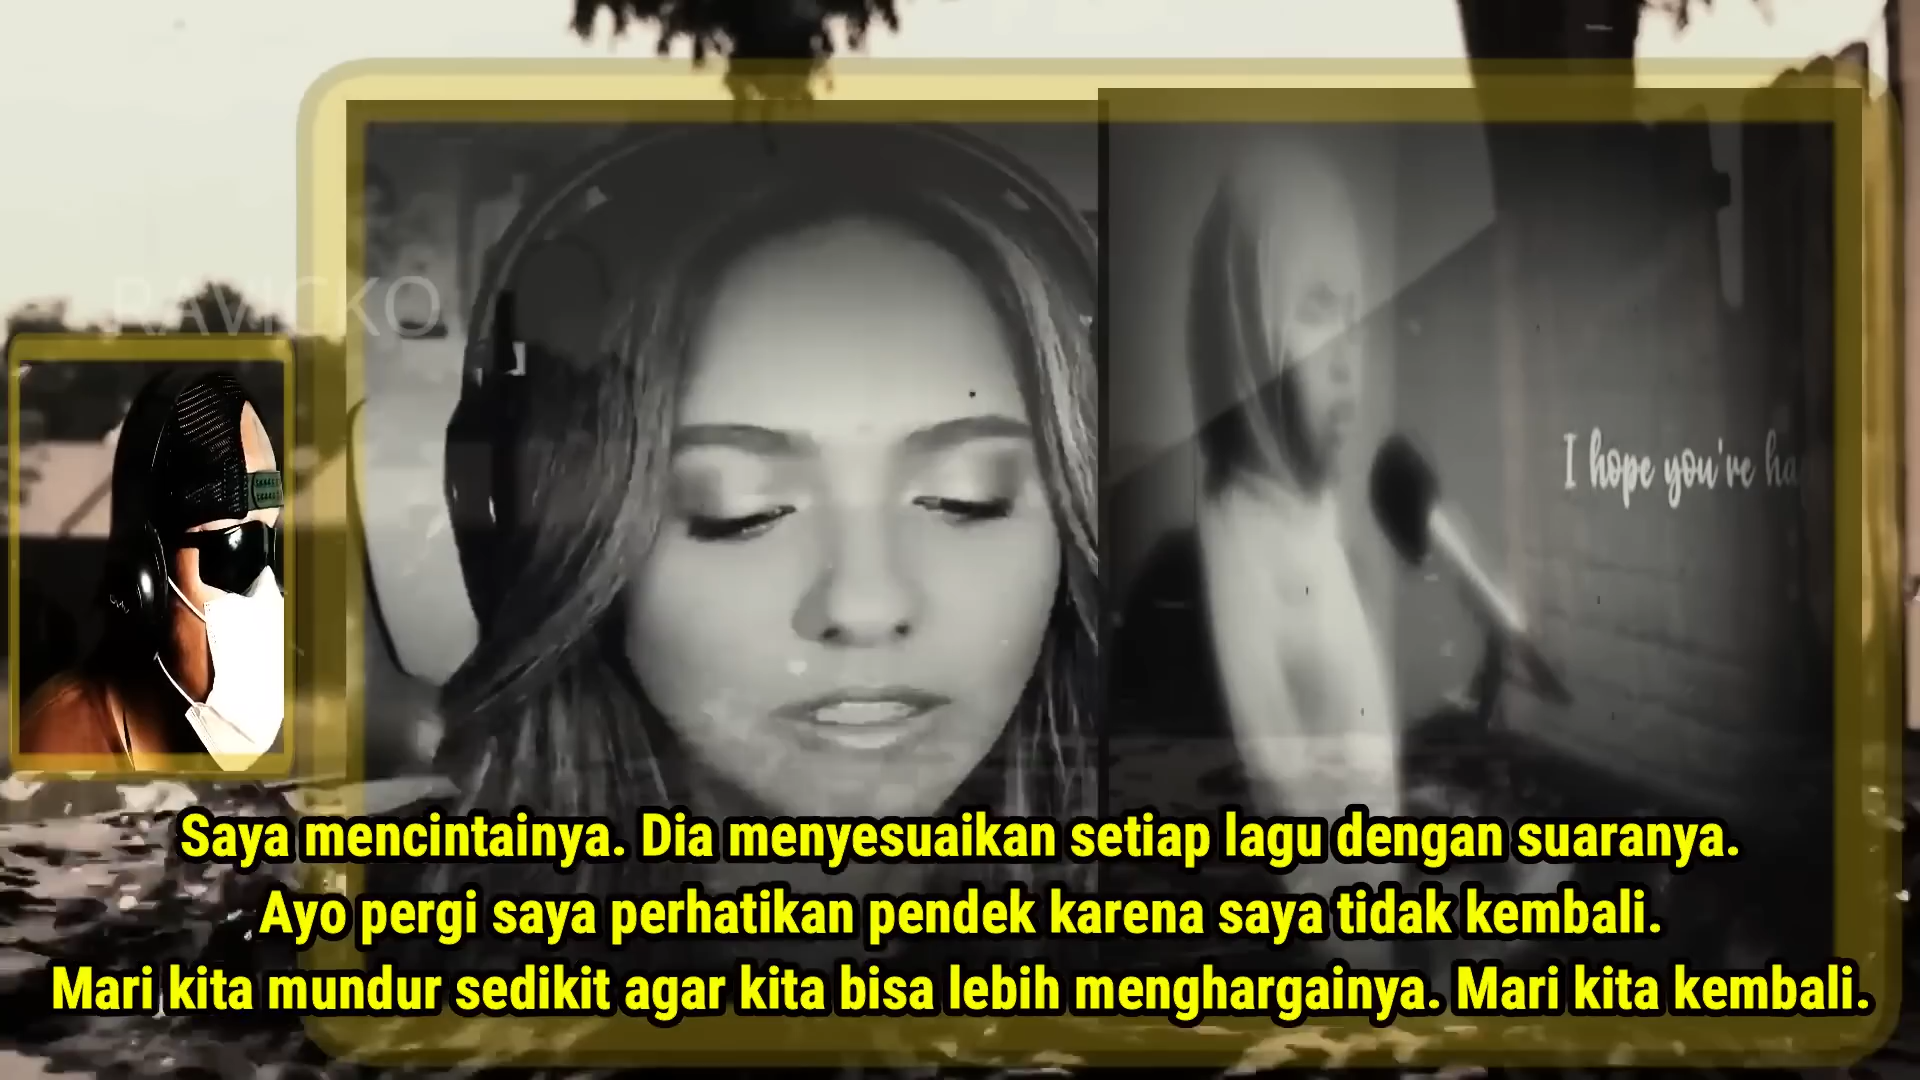 RAVICKO
I hope you're ha
Saya mencintainya. Dia menyesuaikan setiap lagu dengan suaranya.
Ayo pergi saya perhatikan pendek karena saya tidak kembali.
Mari kita mundur sedikit agar kita bisa lebih menghargainya. Mari kita kembali.